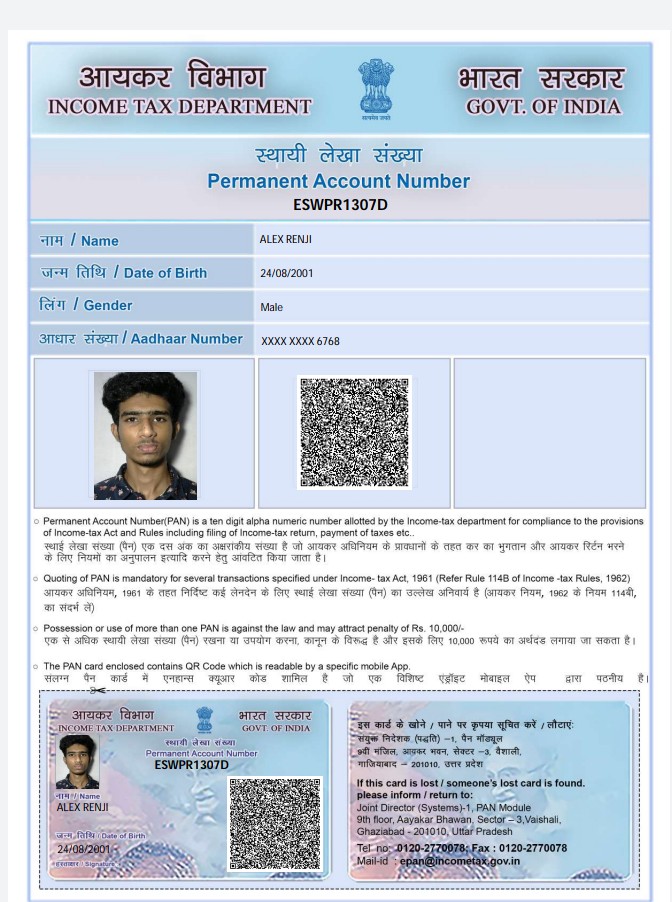 आयकर विभाग
INCOME TAX DEPARTMENT
सत्यमेव जयते
भारत सरकार
GOVT. OF INDIA
स्थायी लेखा संख्या
Permanent Account Number
ESWPR1307D
नाम / Name
ALEX RENJI
जन्म तिथि / Date of Birth
24/08/2001
लिंग / Gender
Male
आधार संख्या / Aadhaar Number
XXXX XXXX 6768
○ Permanent Account Number(PAN) is a ten digit alpha numeric number allotted by the Income-tax department for compliance to the provisions
of Income-tax Act and Rules including filing of Income-tax return, payment of taxes etc..
स्थाई लेखा संख्या (पैन) एक दस अंक का अक्षरांकीय संख्या है जो आयकर अधिनियम के प्रावधानों के तहत कर का भुगतान और आयकर रिर्टन भरने
के लिए नियमों का अनुपालन इत्यादि करने हेतु आंवटित किया जाता है।
○ Quoting of PAN is mandatory for several transactions specified under Income- tax Act, 1961 (Refer Rule 114B of Income -tax Rules, 1962)
आयकर अधिनियम, 1961 के तहत निर्दिष्ट कई लेनदेन के लिए स्थाई लेखा संख्या (पैन) का उल्लेख अनिवार्य है (आयकर नियम, 1962 के नियम 114बी,
का संदर्भ लें)
○ Possession or use of more than one PAN is against the law and may attract penalty of Rs. 10,000/-
एक से अधिक स्थायी लेखा संख्या (पैन) रखना या उपयोग करना, कानून के विरूद्ध है और इसके लिए 10,000 रूपये का अर्थदंड लगाया जा सकता है।
○ The PAN card enclosed contains QR Code which is readable by a specific mobile App.
संलग्न पैन कार्ड में एनहान्स क्यूआर कोड शामिल है जो एक विशिष्ट एंड्रॉइट मोबाइल ऐप द्वारा पठनीय है।
आयकर विभाग
INCOME TAX DEPARTMENT
भारत सरकार
GOVT. OF INDIA
स्थायी लेखा संख्या
Permanent Account Number
ESWPR1307D
नाम / Name
ALEX RENJI
जन्म तिथि / Date of Birth
24/08/2001
हस्ताक्षर / Signature
इस कार्ड के खोने / पाने पर कृपया सूचित करें / लौटाएं:
संयुक्त निदेशक (पद्धति) –1, पैन मॉड्यूल
9वी मंजिल, आयकर भवन, सेक्टर –3, वैशाली,
गाजियाबाद – 201010, उत्तर प्रदेश
If this card is lost / someone's lost card is found.
please inform / return to:
Joint Director (Systems)-1, PAN Module
9th floor, Aayakar Bhawan, Sector – 3,Vaishali,
Ghaziabad - 201010, Uttar Pradesh
Tel no: 0120-2770078; Fax : 0120-2770078
Mail-id : epan@incometax.gov.in